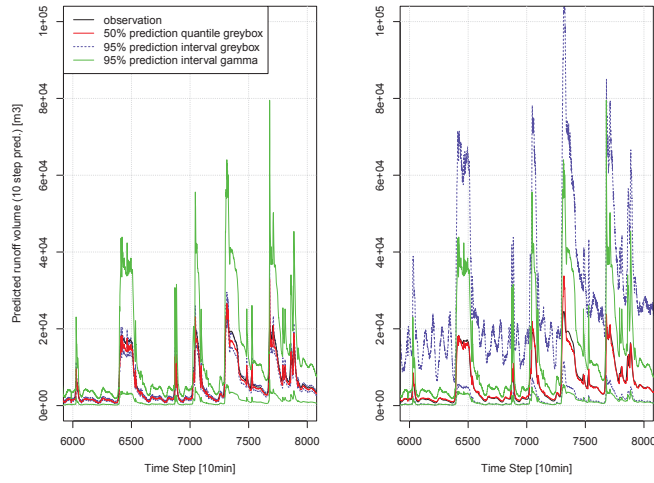 observation
50% prediction quantile greybox
95% prediction interval greybox
95% prediction interval gamma
Predicted runoff volume (10 step pred.) [m3]
1e+05
8e+04
6e+04
4e+04
2e+04
0e+00
6000 6500 7000 7500 8000
Time Step [10min]
1e+05
8e+04
6e+04
4e+04
2e+04
0e+00
6000 6500 7000 7500 8000
Time Step [10min]